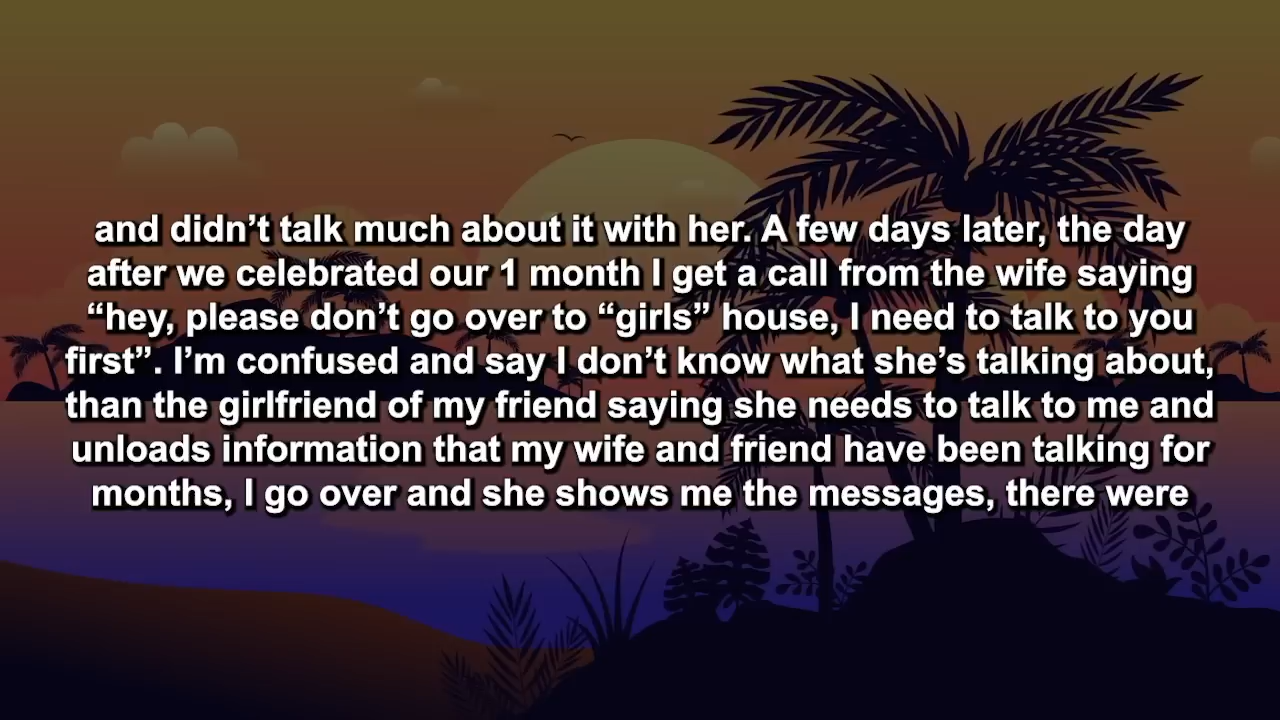 and didn’t talk much about it with her. A few days later, the day
after we celebrated our 1 month I get a call from the wife saying
“hey, please don’t go over to “girls” house, I need to talk to you
first”. I’m confused and say I don’t know what she’s talking about,
than the girlfriend of my friend saying she needs to talk to me and
unloads information that my wife and friend have been talking for
months, I go over and she shows me the messages, there were